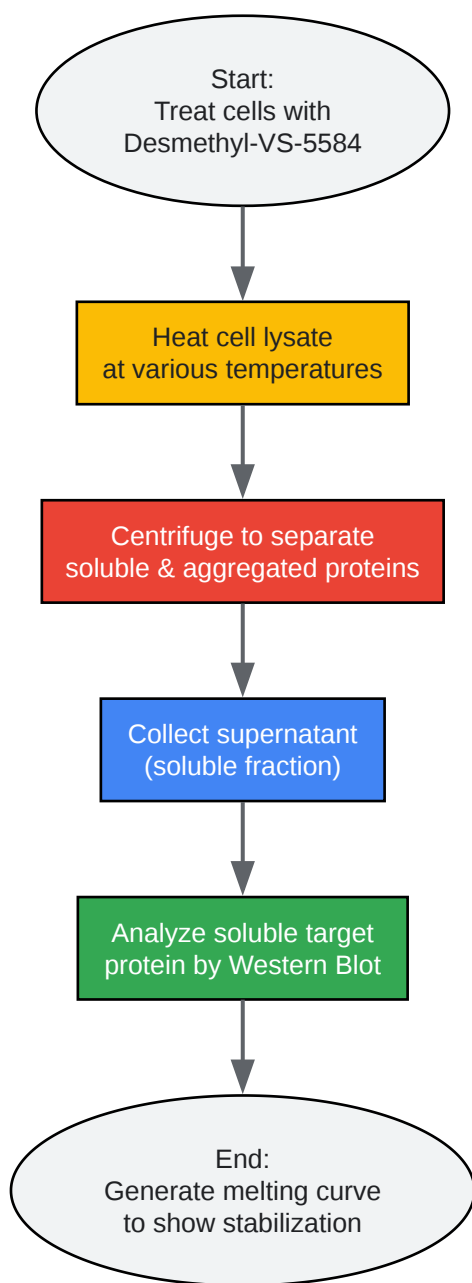 Start:
Treat cells with
Desmethyl-VS-5584
Heat cell lysate
at various temperatures
Centrifuge to separate
soluble & aggregated proteins
Collect supernatant
(soluble fraction)
Analyze soluble target
protein by Western Blot
End:
Generate melting curve
to show stabilization